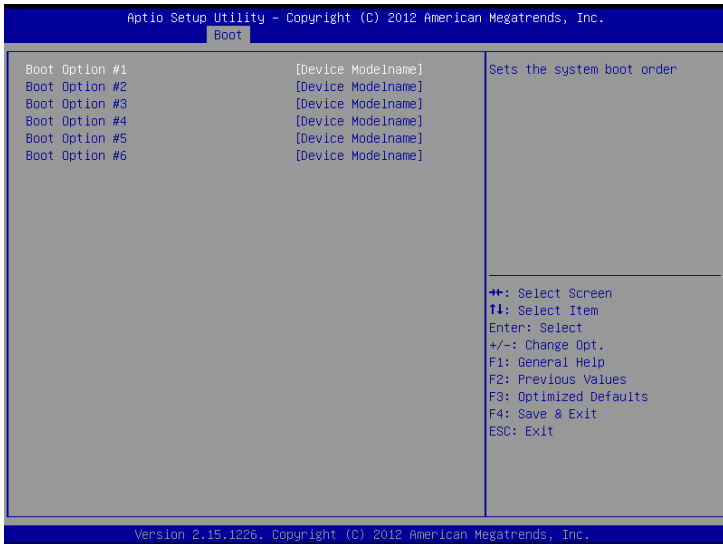 Aptio Setup Utility – Copyright (C) 2012 American Megatrends, Inc.
Boot
Boot Option #1 [Device Modelname]
Boot Option #2 [Device Modelname]
Boot Option #3 [Device Modelname]
Boot Option #4 [Device Modelname]
Boot Option #5 [Device Modelname]
Boot Option #6 [Device Modelname]
Sets the system boot order
→←: Select Screen
↑↓: Select Item
Enter: Select
+/-: Change Opt.
F1: General Help
F2: Previous Values
F3: Optimized Defaults
F4: Save & Exit
ESC: Exit
Version 2.15.1226. Copyright (C) 2012 American Megatrends, Inc.